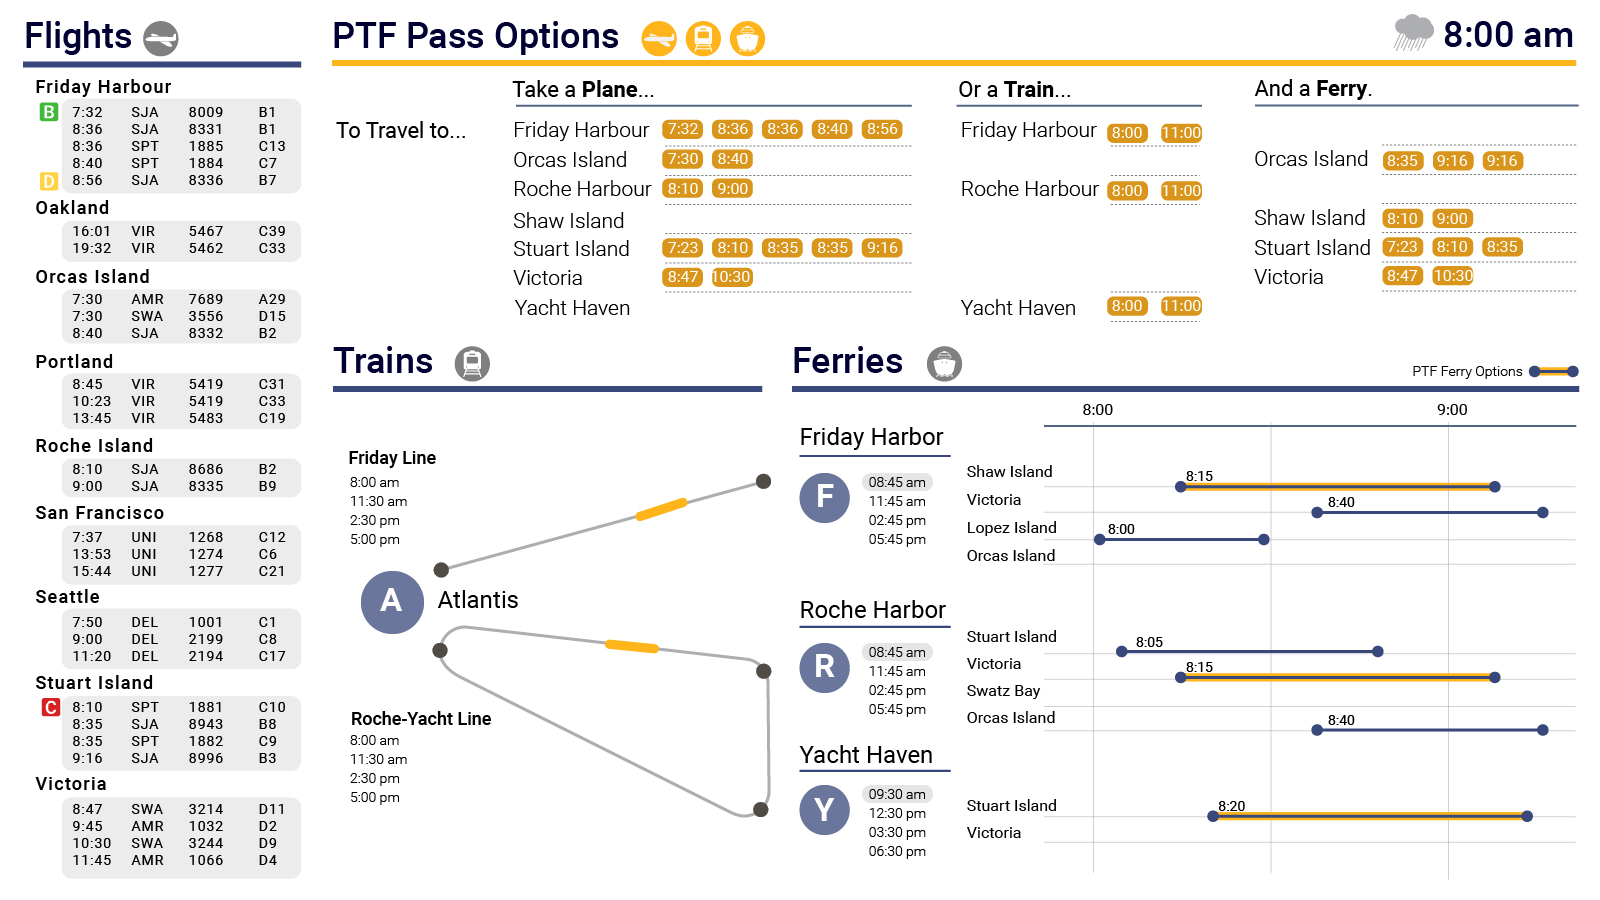 Flights
Friday Harbour
B 7:32 SJA 8009 B1
8:36 SJA 8331 B1
8:36 SPT 1885 C13
8:40 SPT 1884 C7
D 8:56 SJA 8336 B7
Oakland
16:01 VIR 5467 C39
19:32 VIR 5462 C33
Orcas Island
7:30 AMR 7689 A29
7:30 SWA 3556 D15
8:40 SJA 8332 B2
Portland
8:45 VIR 5419 C31
10:23 VIR 5419 C33
13:45 VIR 5483 C19
Roche Island
8:10 SJA 8686 B2
9:00 SJA 8335 B9
San Francisco
7:37 UNI 1268 C12
13:53 UNI 1274 C6
15:44 UNI 1277 C21
Seattle
7:50 DEL 1001 C1
9:00 DEL 2199 C8
11:20 DEL 2194 C17
Stuart Island
C 8:10 SPT 1881 C10
8:35 SJA 8943 B8
8:35 SPT 1882 C9
9:16 SJA 8996 B3
Victoria
8:47 SWA 3214 D11
9:45 AMR 1032 D2
10:30 SWA 3244 D9
11:45 AMR 1066 D4
PTF Pass Options
8:00 am
To Travel to...
Take a Plane...
Friday Harbour 7:32 8:36 8:36 8:40 8:56
Orcas Island 7:30 8:40
Roche Harbour 8:10 9:00
Shaw Island
Stuart Island 7:23 8:10 8:35 8:35 9:16
Victoria 8:47 10:30
Yacht Haven
Or a Train...
Friday Harbour 8:00 11:00
Roche Harbour 8:00 11:00
Yacht Haven 8:00 11:00
And a Ferry.
Orcas Island 8:35 9:16 9:16
Shaw Island 8:10 9:00
Stuart Island 7:23 8:10 8:35
Victoria 8:47 10:30
Trains
Friday Line
8:00 am
11:30 am
2:30 pm
5:00 pm
A Atlantis
Roche-Yacht Line
8:00 am
11:30 am
2:30 pm
5:00 pm
Ferries
PTF Ferry Options
8:00 9:00
Friday Harbor
F
08:45 am
11:45 am
02:45 pm
05:45 pm
Shaw Island 8:15
Victoria 8:40
Lopez Island 8:00
Orcas Island
Roche Harbor
R
08:45 am
11:45 am
02:45 pm
05:45 pm
Stuart Island 8:05
Victoria 8:15
Swatz Bay
Orcas Island 8:40
Yacht Haven
Y
09:30 am
12:30 pm
03:30 pm
06:30 pm
Stuart Island 8:20
Victoria